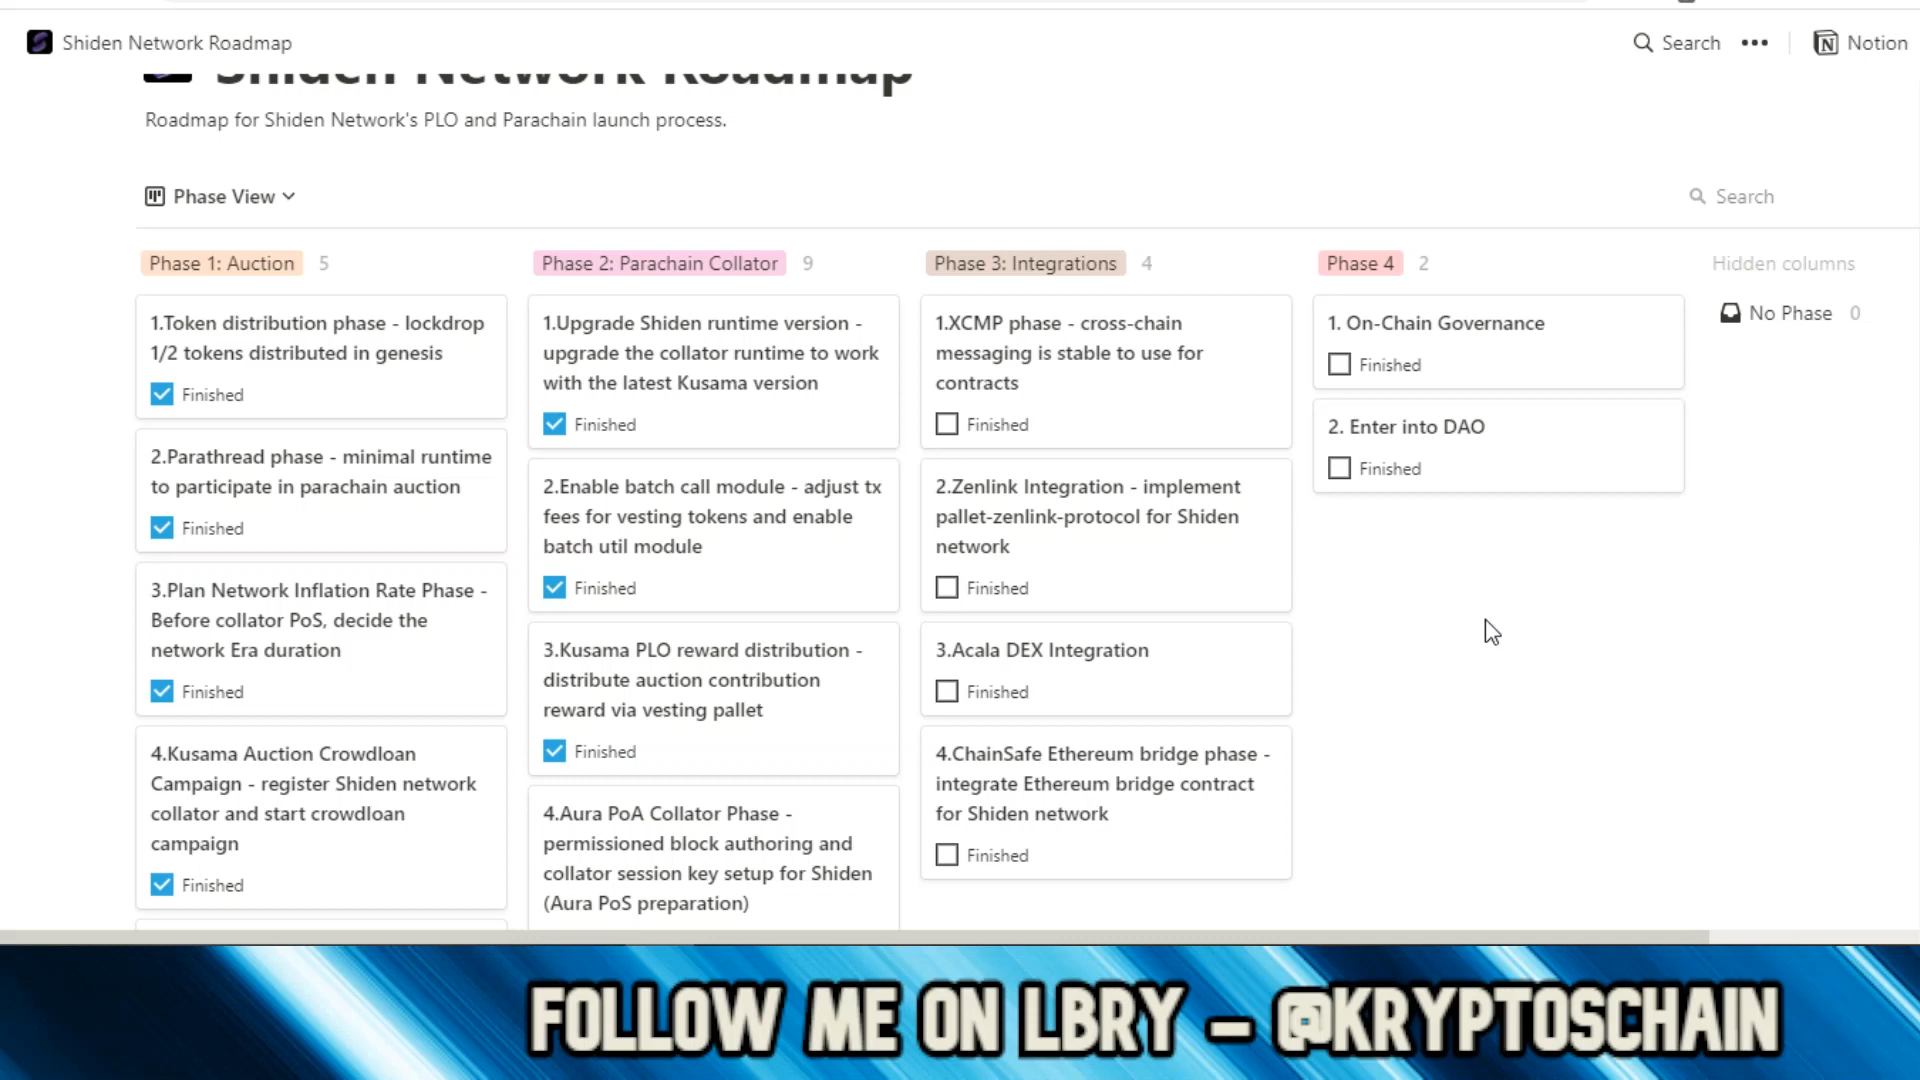 Shiden Network Roadmap
Search
Notion
Shiden Network Roadmap
Roadmap for Shiden Network's PLO and Parachain launch process.
Phase View
Search
Phase 1: Auction 5
1.Token distribution phase - lockdrop
1/2 tokens distributed in genesis
Finished
2.Parathread phase - minimal runtime
to participate in parachain auction
Finished
3.Plan Network Inflation Rate Phase -
Before collator PoS, decide the
network Era duration
Finished
4.Kusama Auction Crowdloan
Campaign - register Shiden network
collator and start crowdloan
campaign
Finished
Phase 2: Parachain Collator 9
1.Upgrade Shiden runtime version -
upgrade the collator runtime to work
with the latest Kusama version
Finished
2.Enable batch call module - adjust tx
fees for vesting tokens and enable
batch util module
Finished
3.Kusama PLO reward distribution -
distribute auction contribution
reward via vesting pallet
Finished
4.Aura PoA Collator Phase -
permissioned block authoring and
collator session key setup for Shiden
(Aura PoS preparation)
Phase 3: Integrations 4
1.XCMP phase - cross-chain
messaging is stable to use for
contracts
Finished
2.Zenlink Integration - implement
pallet-zenlink-protocol for Shiden
network
Finished
3.Acala DEX Integration
Finished
4.ChainSafe Ethereum bridge phase -
integrate Ethereum bridge contract
for Shiden network
Finished
Phase 4 2
1. On-Chain Governance
Finished
2. Enter into DAO
Finished
Hidden columns
No Phase 0
FOLLOW ME ON LBRY – @KRYPTOSCHAIN